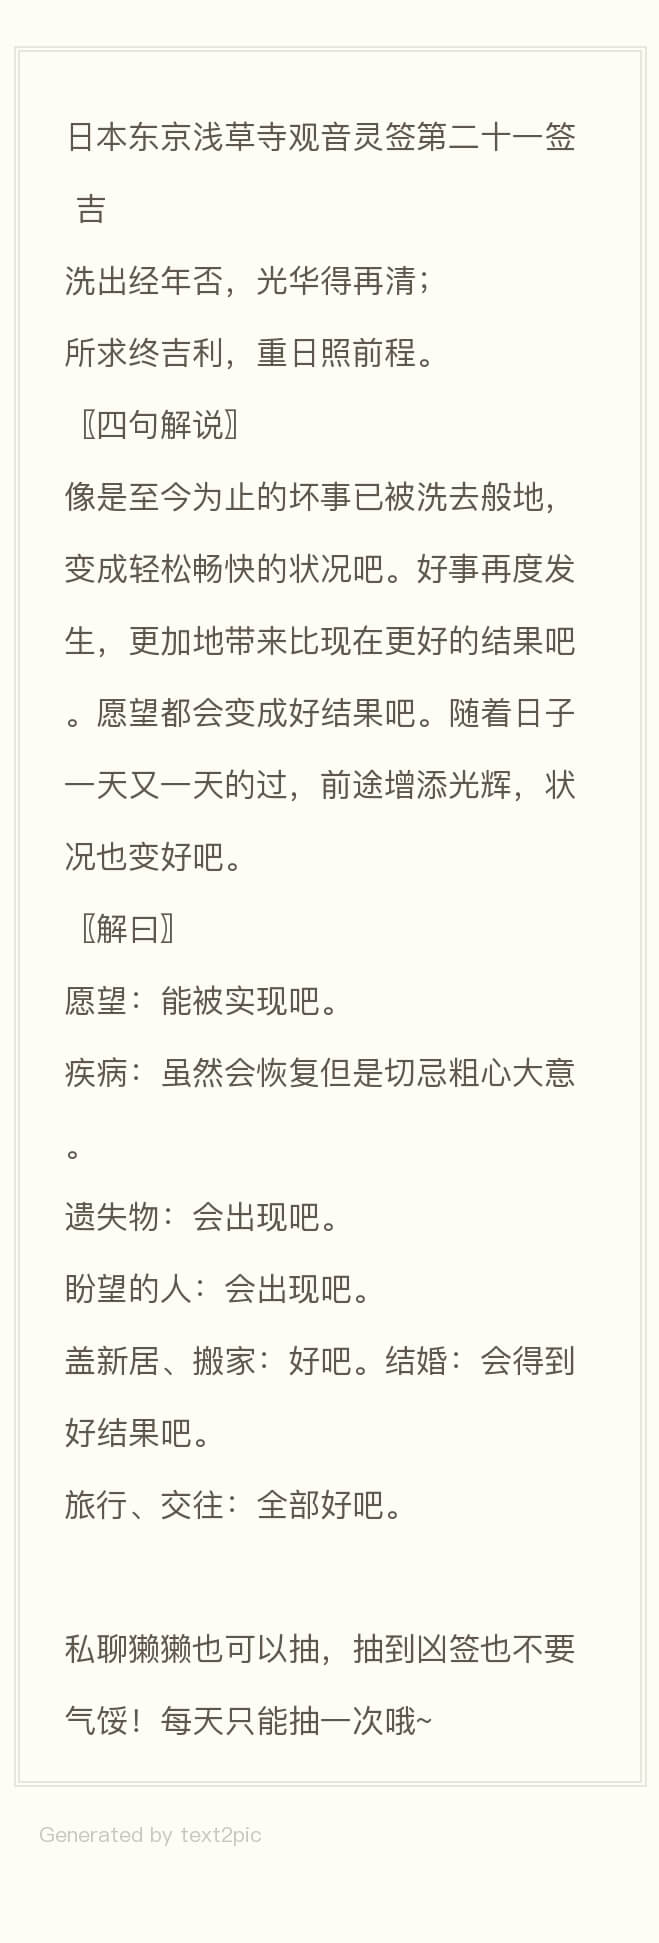 日本东京浅草寺观音灵签第二十一签
吉
洗出经年否，光华得再清；
所求终吉利，重日照前程。
〖四句解说〗
像是至今为止的坏事已被洗去般地，
变成轻松畅快的状况吧。好事再度发
生，更加地带来比现在更好的结果吧
。愿望都会变成好结果吧。随着日子
一天又一天的过，前途增添光辉，状
况也变好吧。
〖解曰〗
愿望：能被实现吧。
疾病：虽然会恢复但是切忌粗心大意
。
遗失物：会出现吧。
盼望的人：会出现吧。
盖新居、搬家：好吧。结婚：会得到
好结果吧。
旅行、交往：全部好吧。
私聊獭獭也可以抽，抽到凶签也不要
气馁！每天只能抽一次哦~
Generated by text2pic